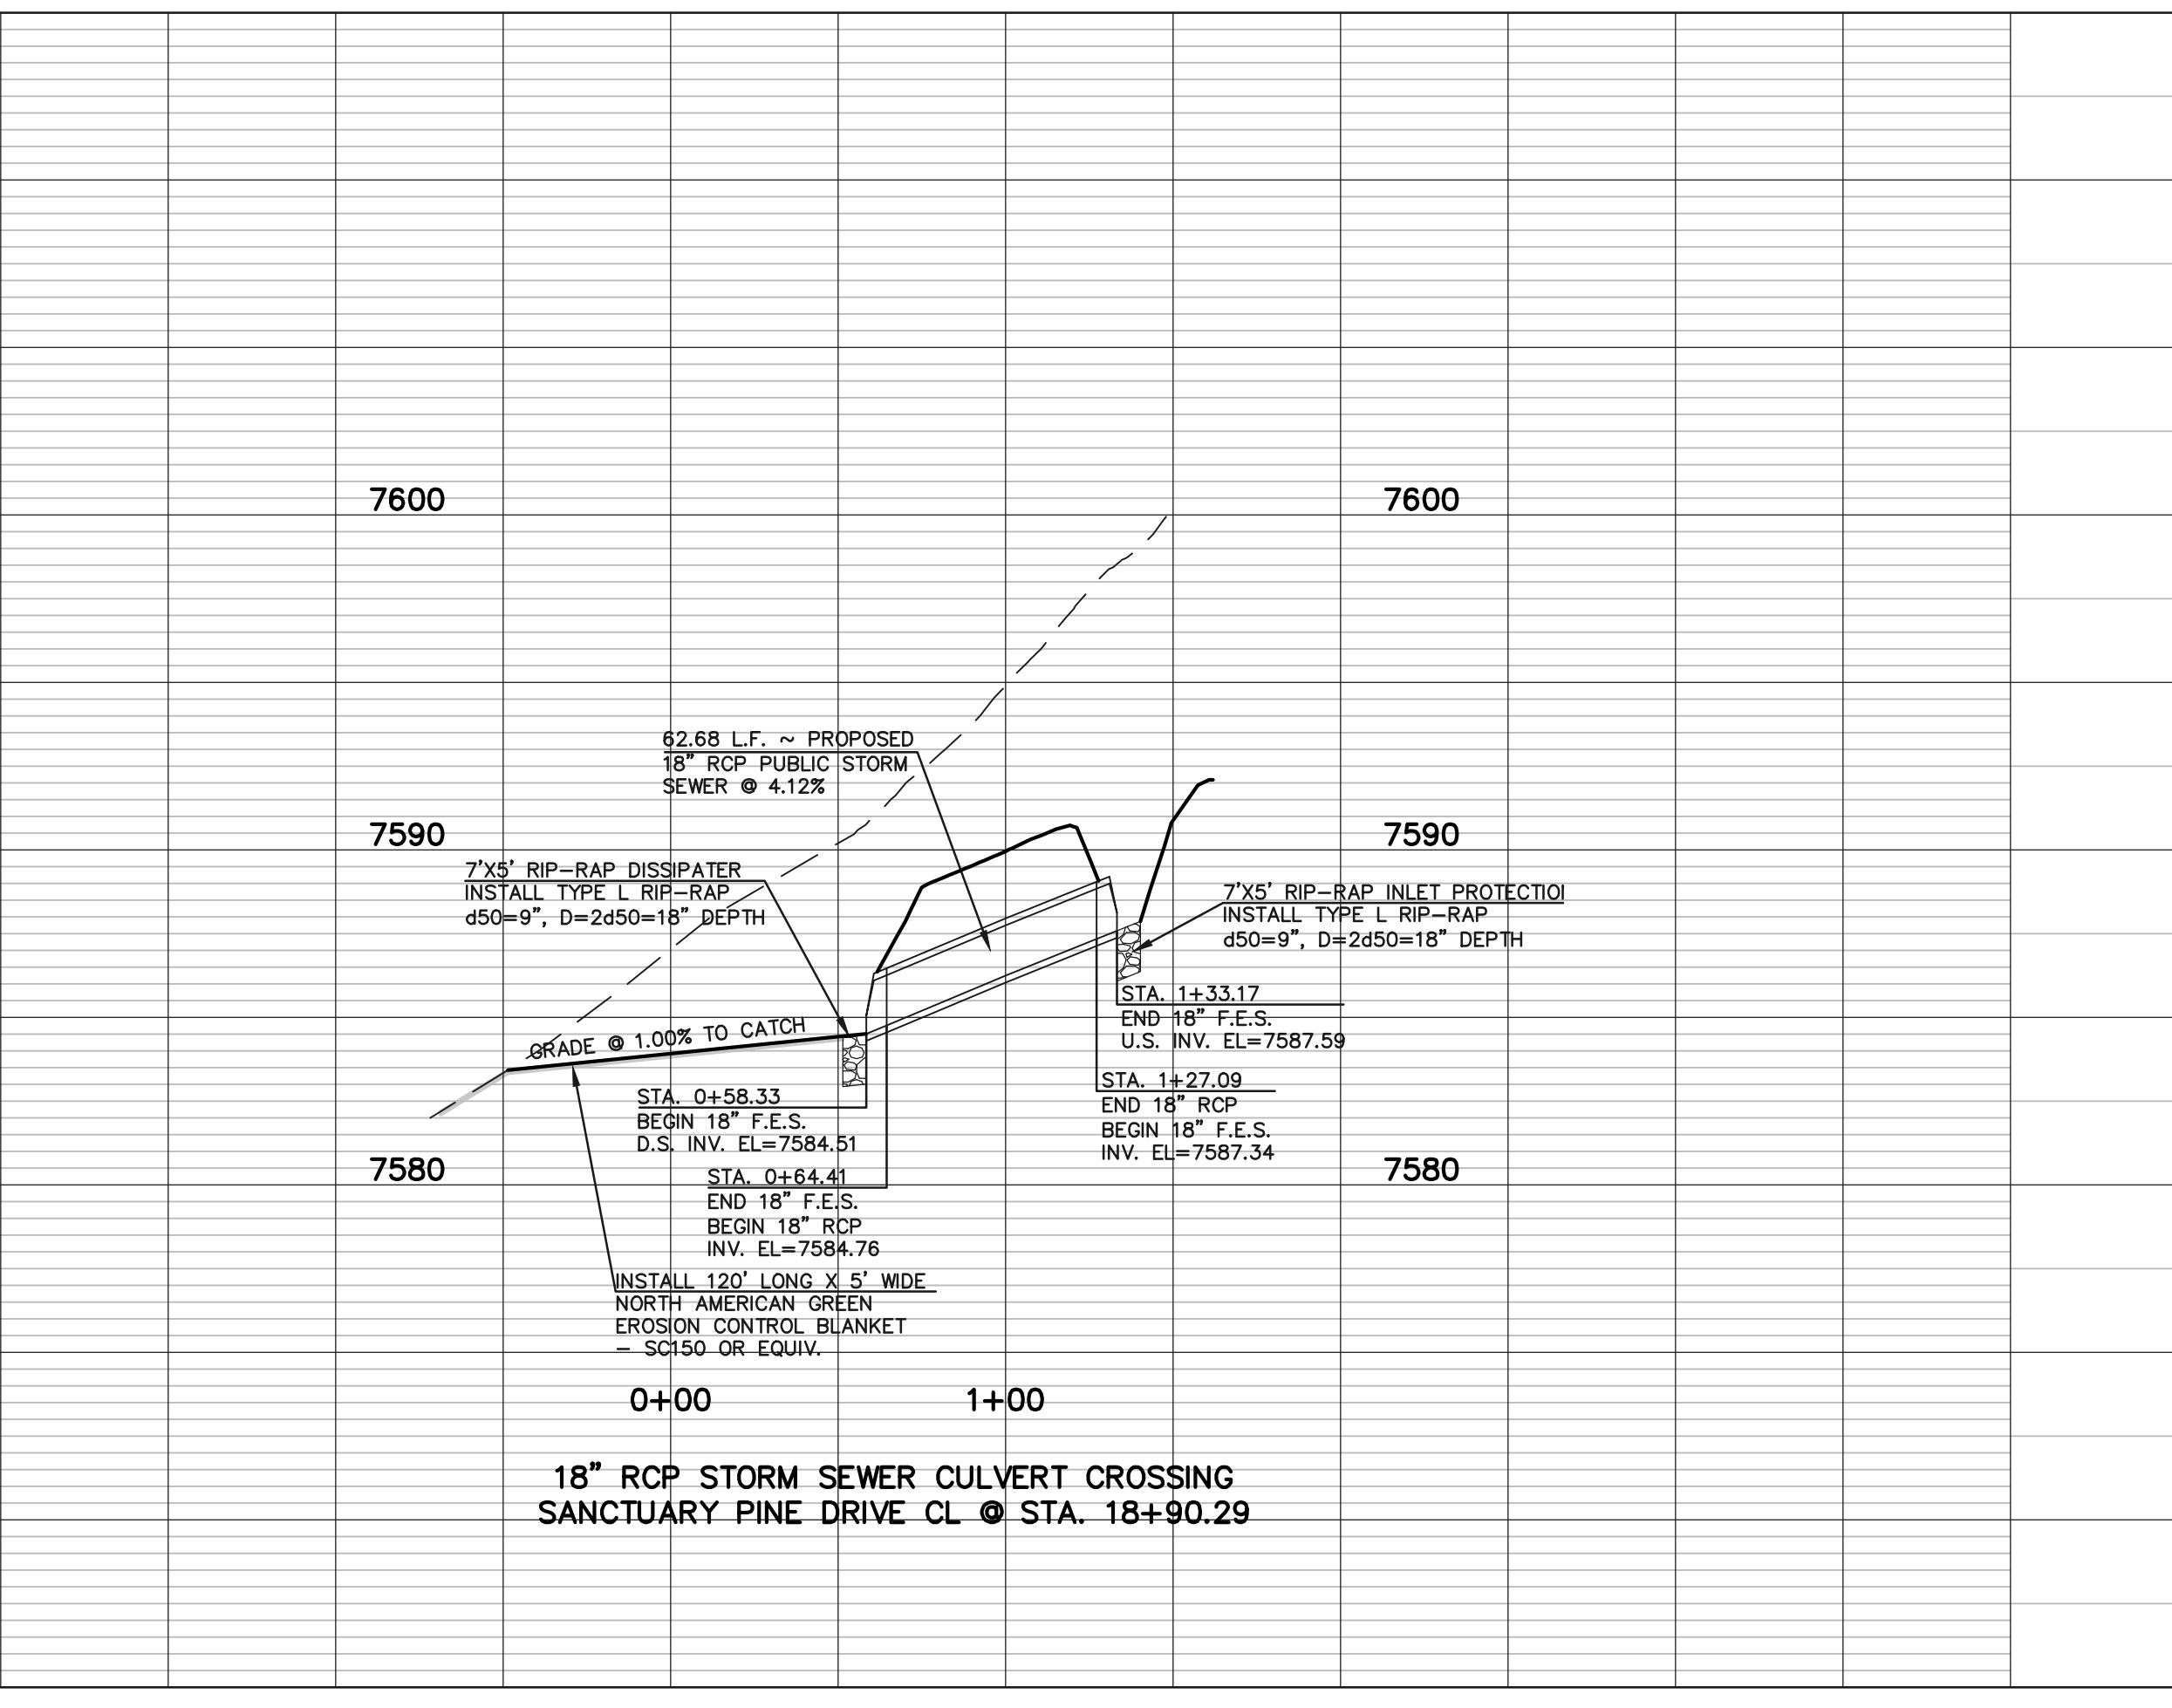 7600
7600
62.68 L.F. ~ PROPOSED
18" RCP PUBLIC STORM
SEWER @ 4.12%
7590
7590
7'X5' RIP-RAP DISSIPATER
INSTALL TYPE L RIP-RAP
d50=9", D=2d50=18" DEPTH
7'X5' RIP-RAP INLET PROTECTIO
INSTALL TYPE L RIP-RAP
d50=9", D=2d50=18" DEPTH
GRADE @ 1.00% TO CATCH
STA. 1+33.17
END 18" F.E.S.
U.S. INV. EL=7587.59
STA. 1+27.09
END 18" RCP
BEGIN 18" F.E.S.
INV. EL=7587.34
STA. 0+58.33
BEGIN 18" F.E.S.
D.S. INV. EL=7584.51
7580
7580
STA. 0+64.41
END 18" F.E.S.
BEGIN 18" RCP
INV. EL=7584.76
INSTALL 120' LONG X 5' WIDE
NORTH AMERICAN GREEN
EROSION CONTROL BLANKET
- SC150 OR EQUIV.
0+00
1+00
18" RCP STORM SEWER CULVERT CROSSING
SANCTUARY PINE DRIVE CL @ STA. 18+90.29